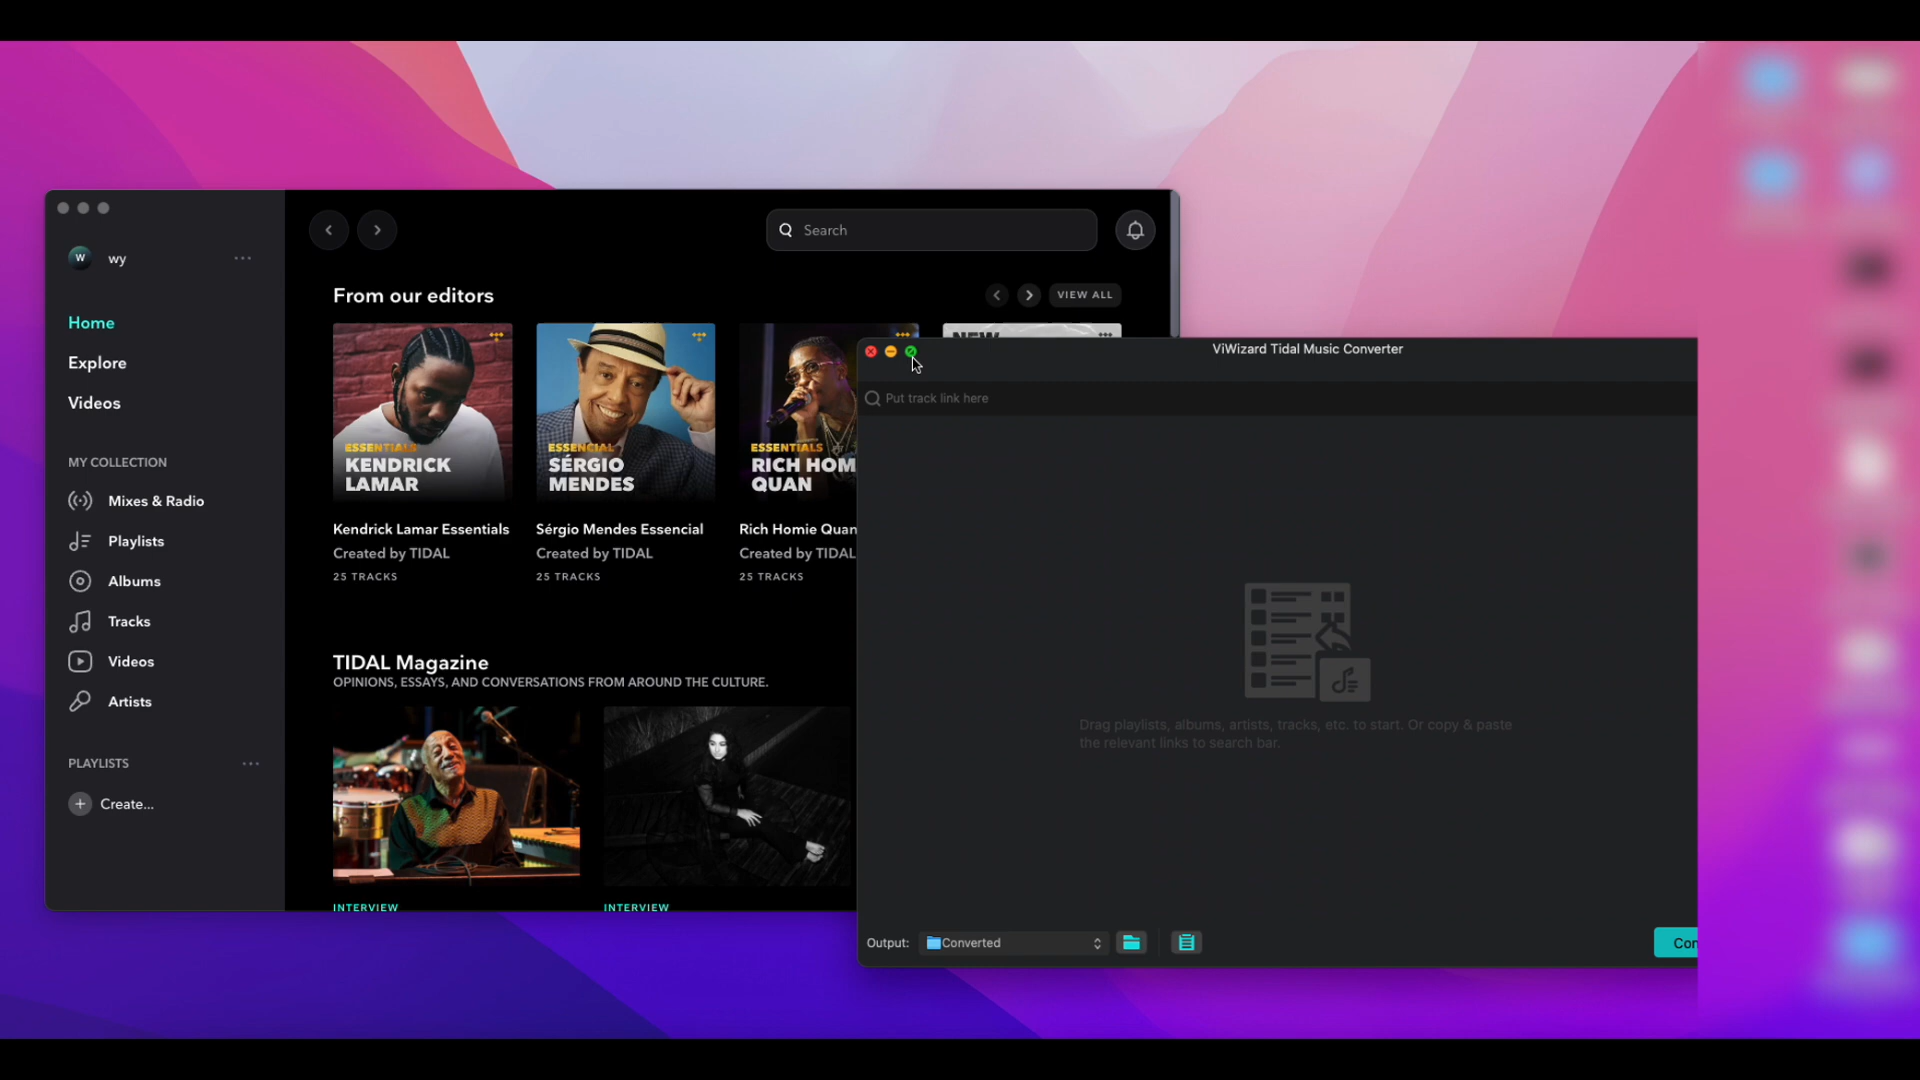 W wy
Home
Explore
Videos
MY COLLECTION
Mixes & Radio
Playlists
Albums
Tracks
Videos
Artists
PLAYLISTS
Create...
Search
From our editors
VIEW ALL
ESSENTIALS
KENDRICK
LAMAR
Kendrick Lamar Essentials
Created by TIDAL
25 TRACKS
ESSENCIAL
SÉRGIO
MENDES
Sérgio Mendes Essencial
Created by TIDAL
25 TRACKS
ESSENTIALS
RICH HOM
QUAN
Rich Homie Quan
Created by TIDAL
25 TRACKS
NEW
TIDAL Magazine
OPINIONS, ESSAYS, AND CONVERSATIONS FROM AROUND THE CULTURE.
INTERVIEW
INTERVIEW
ViWizard Tidal Music Converter
Put track link here
Drag playlists, albums, artists, tracks, etc. to start. Or copy & paste
the relevant links to search bar.
Output: Converted
Con